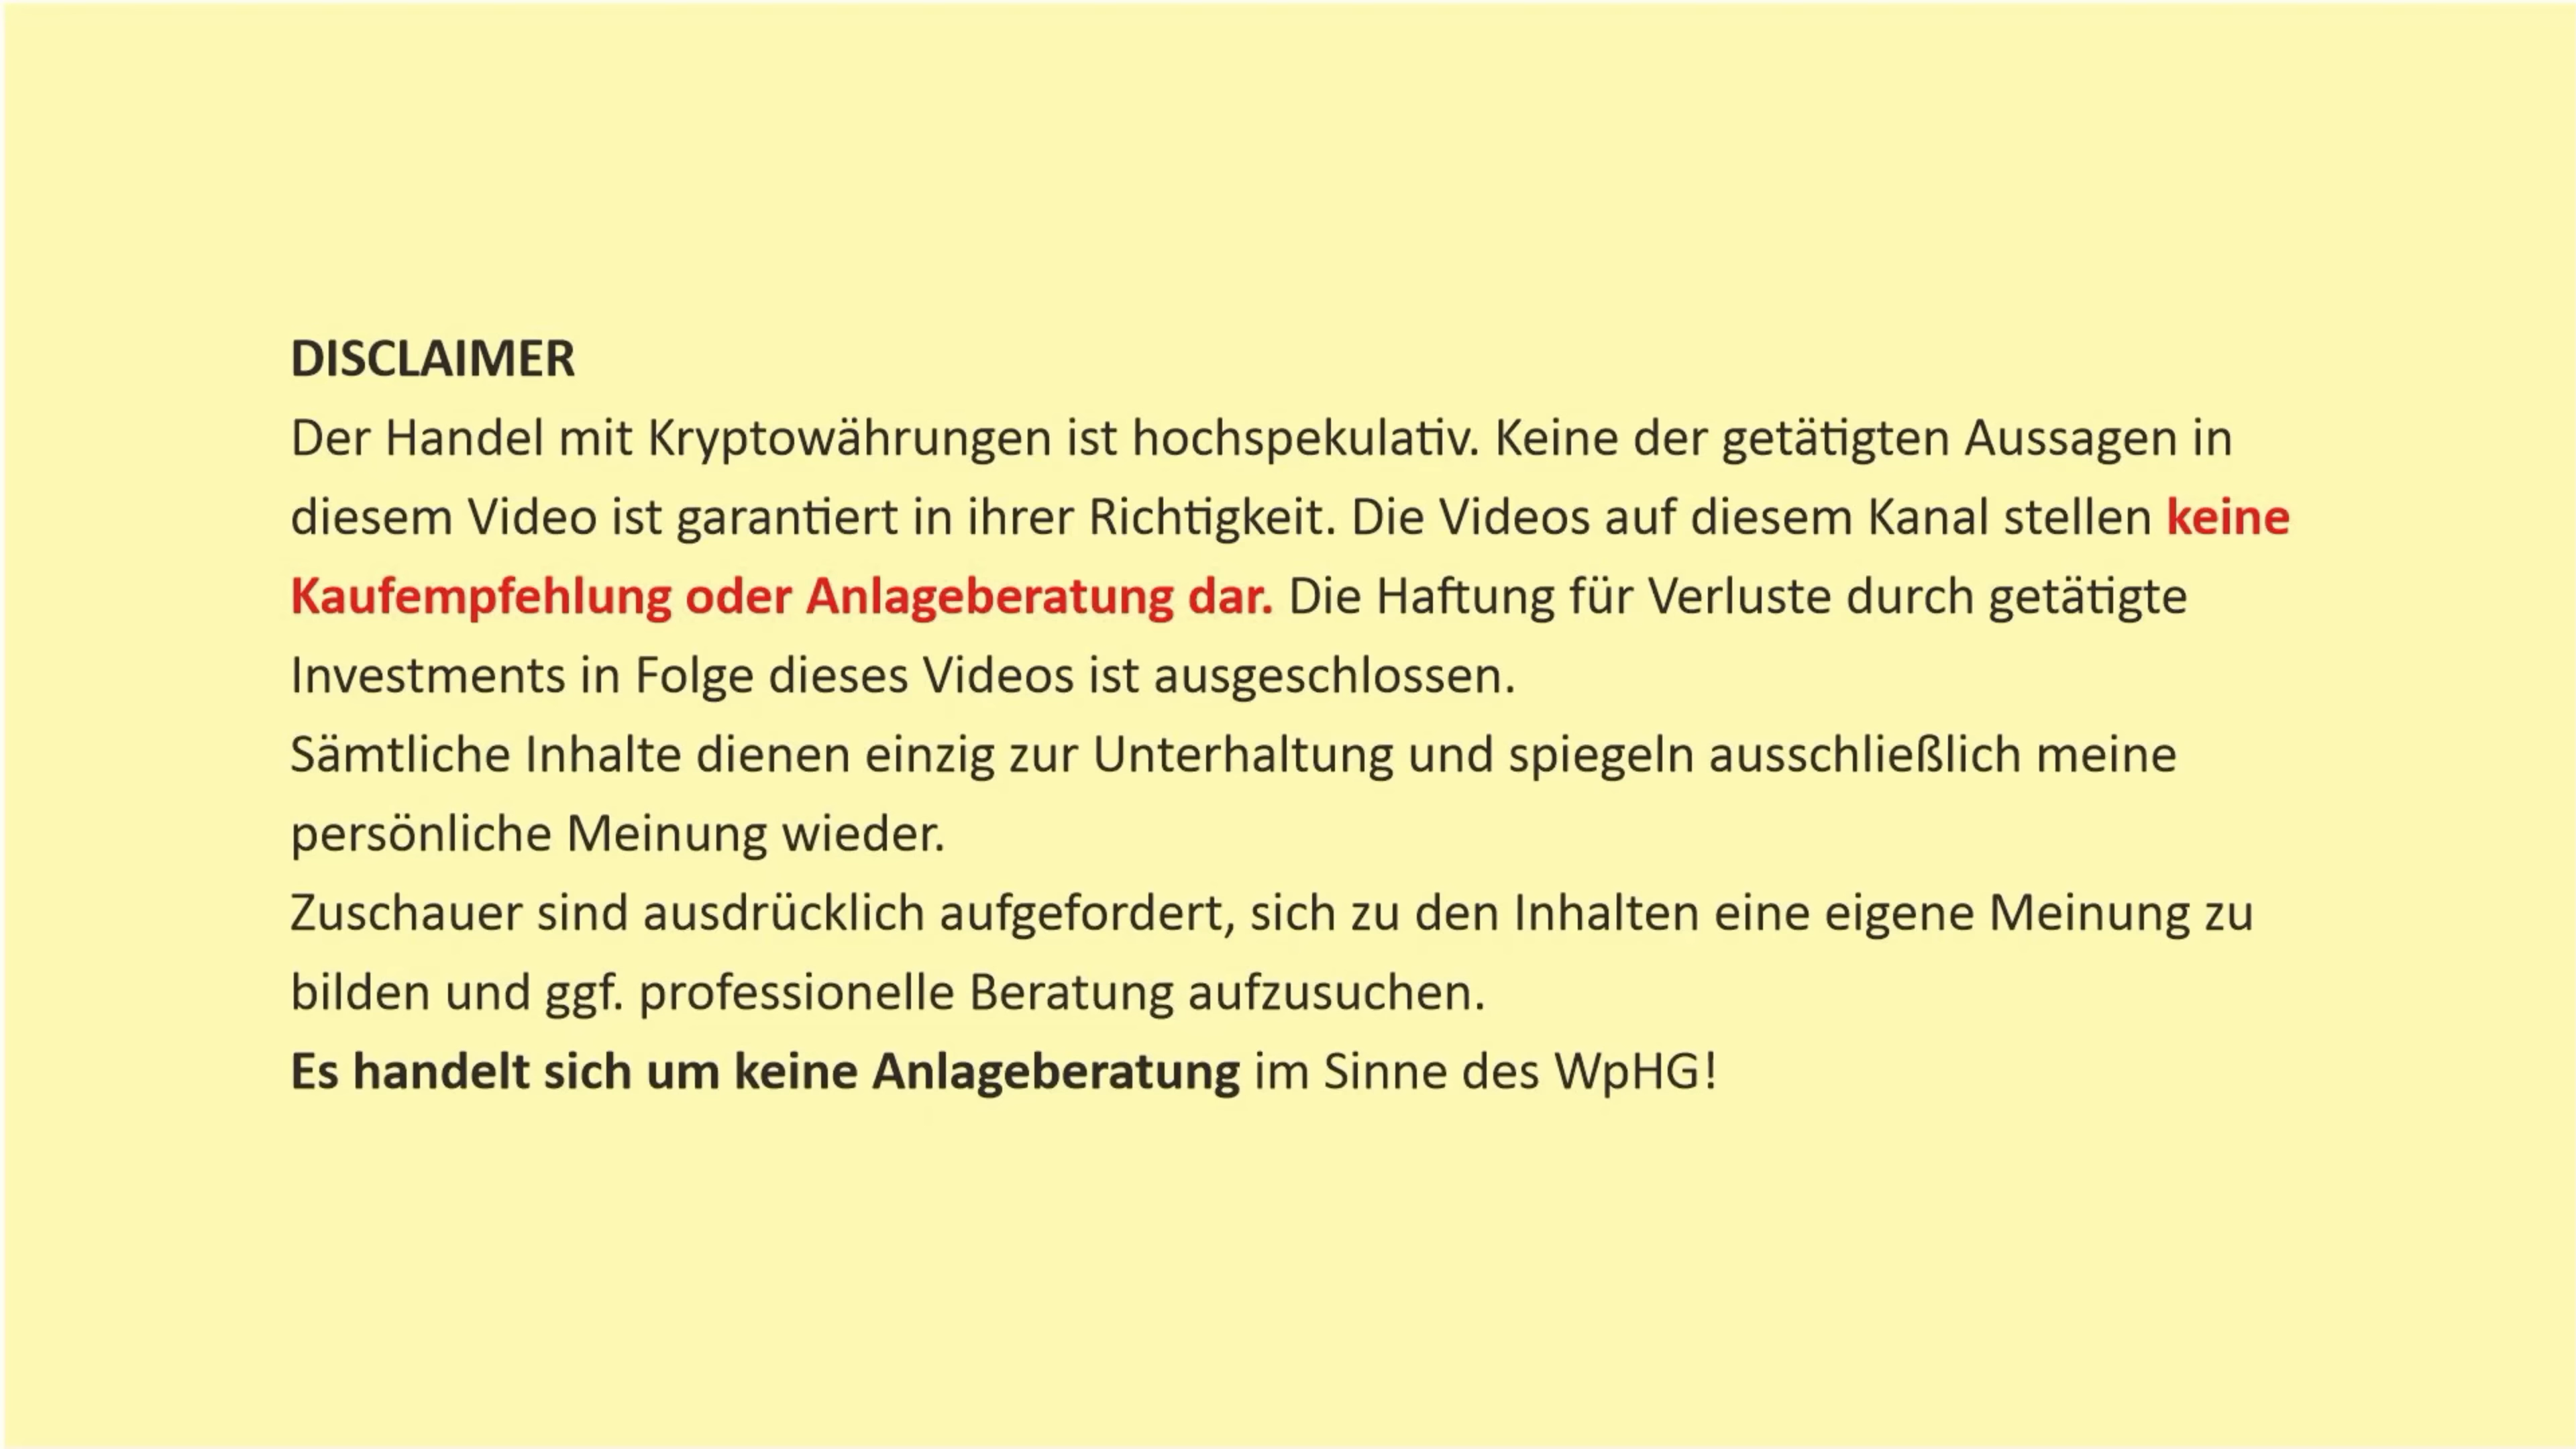 DISCLAIMER
Der Handel mit Kryptowährungen ist hochspekulativ. Keine der getätigten Aussagen in
diesem Video ist garantiert in ihrer Richtigkeit. Die Videos auf diesem Kanal stellen keine
Kaufempfehlung oder Anlageberatung dar. Die Haftung für Verluste durch getätigte
Investments in Folge dieses Videos ist ausgeschlossen.
Sämtliche Inhalte dienen einzig zur Unterhaltung und spiegeln ausschließlich meine
persönliche Meinung wieder.
Zuschauer sind ausdrücklich aufgefordert, sich zu den Inhalten eine eigene Meinung zu
bilden und ggf. professionelle Beratung aufzusuchen.
Es handelt sich um keine Anlageberatung im Sinne des WpHG!